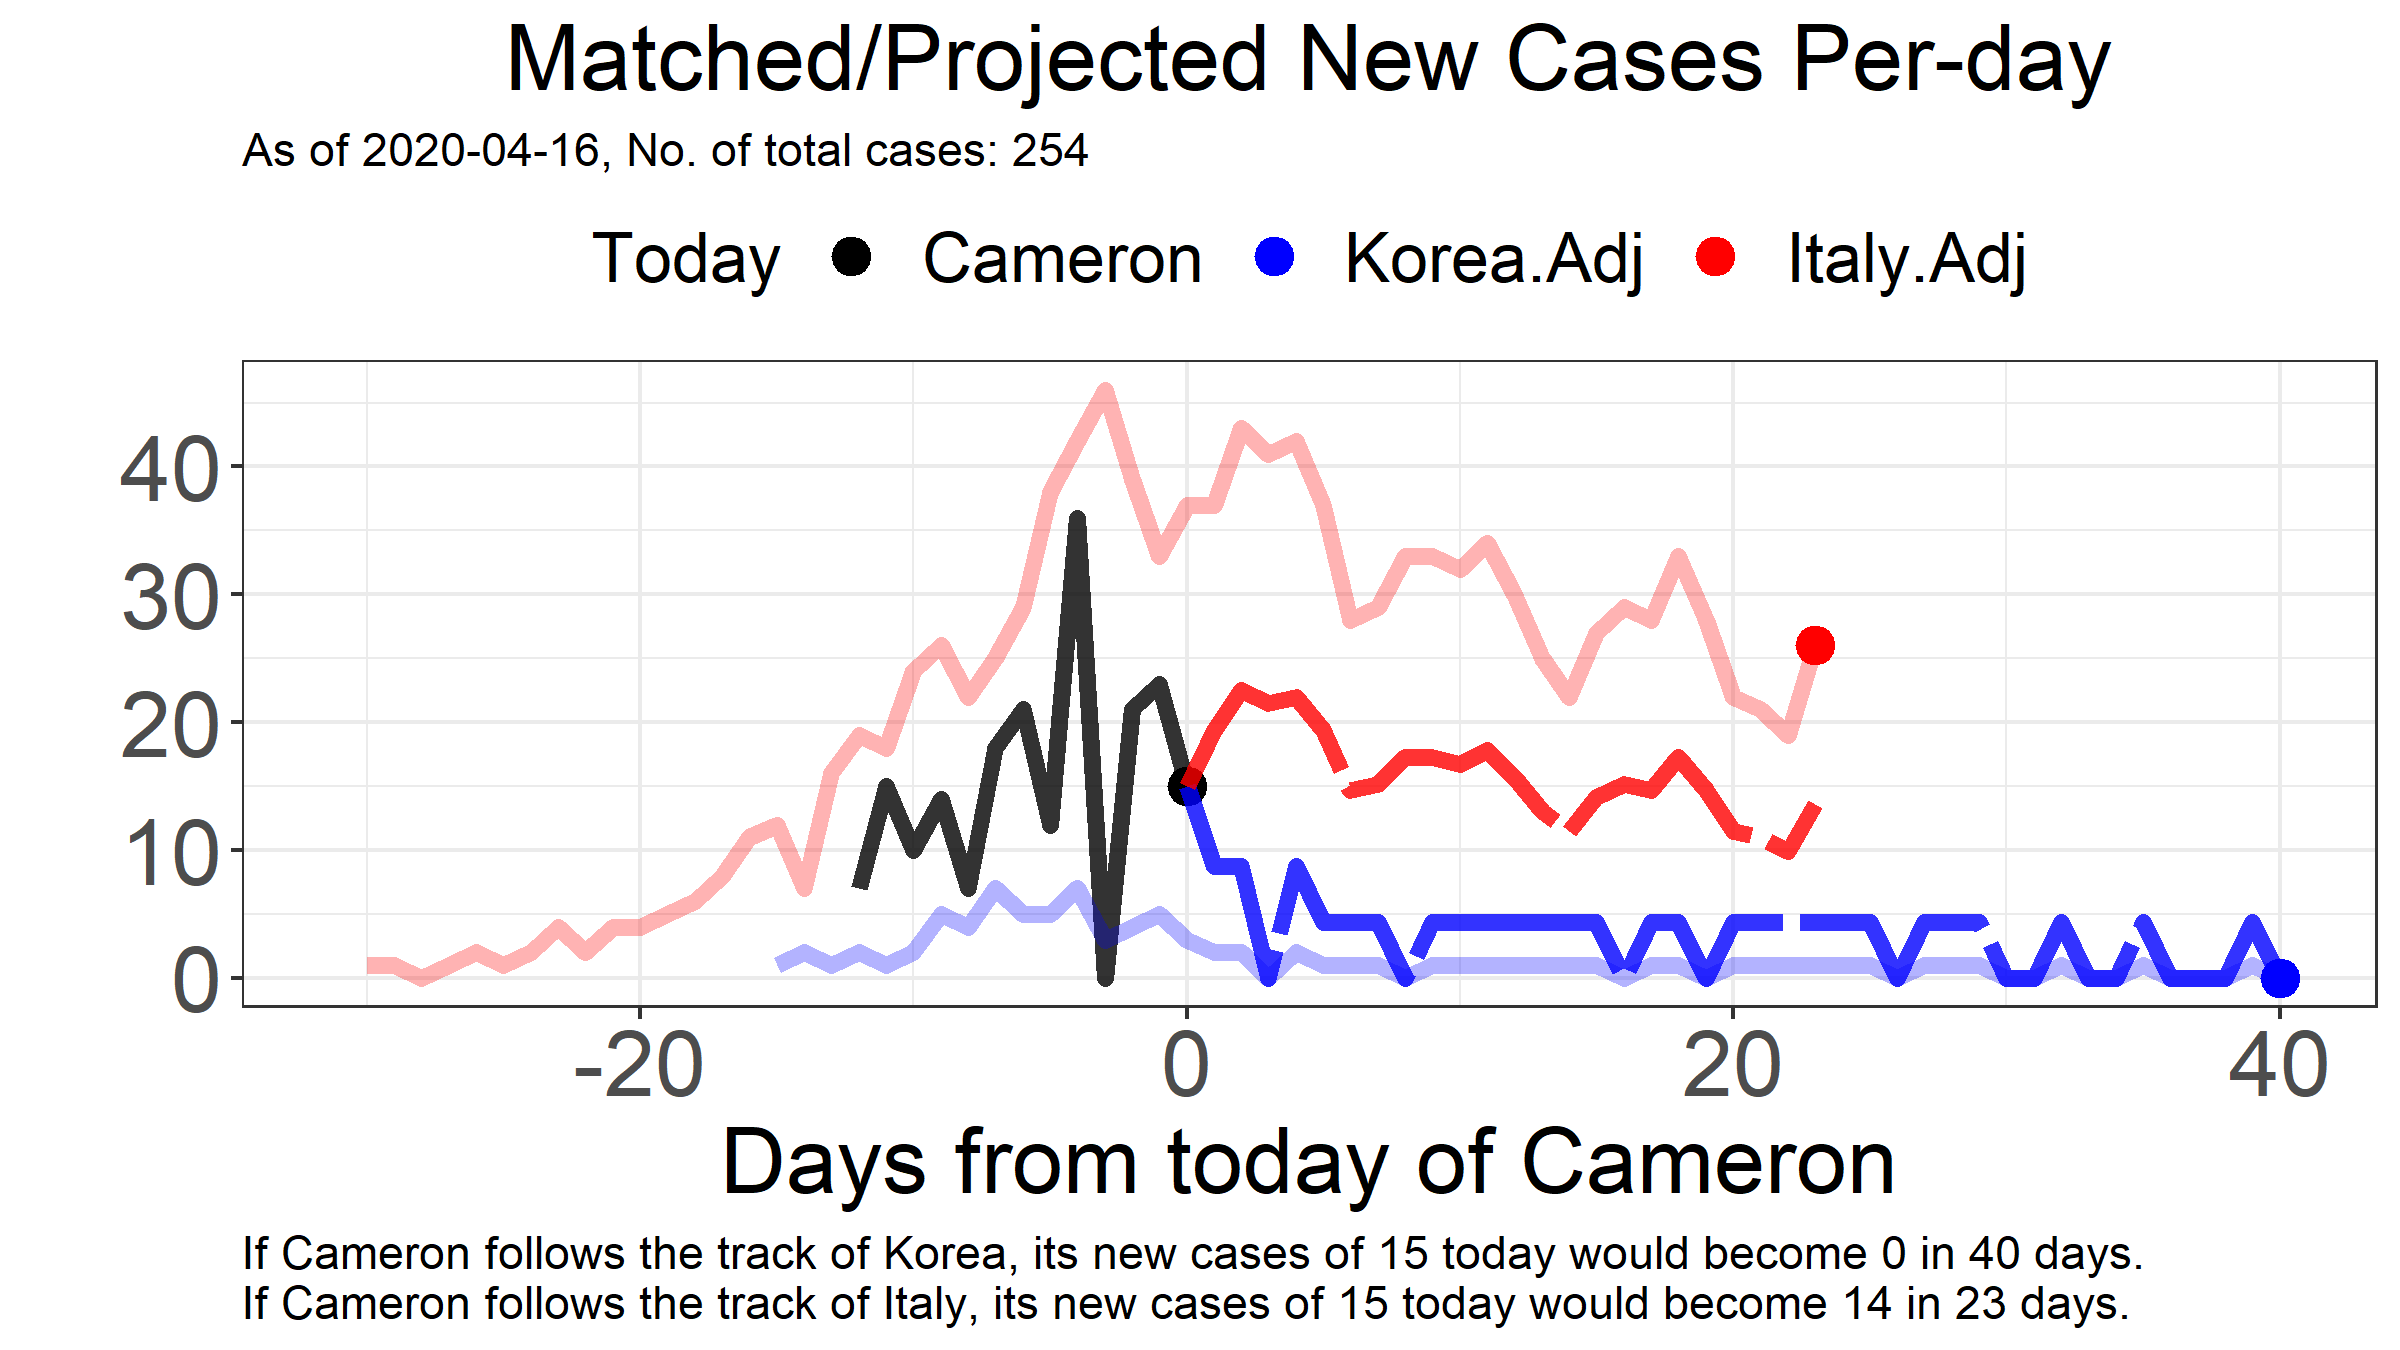 Matched/Projected New Cases Per-day
As of 2020-04-16, No. of total cases: 254
Today Cameron Korea.Adj Italy.Adj
40
30
20
10
0
-20 0 20 40
Days from today of Cameron
If Cameron follows the track of Korea, its new cases of 15 today would become 0 in 40 days.
If Cameron follows the track of Italy, its new cases of 15 today would become 14 in 23 days.